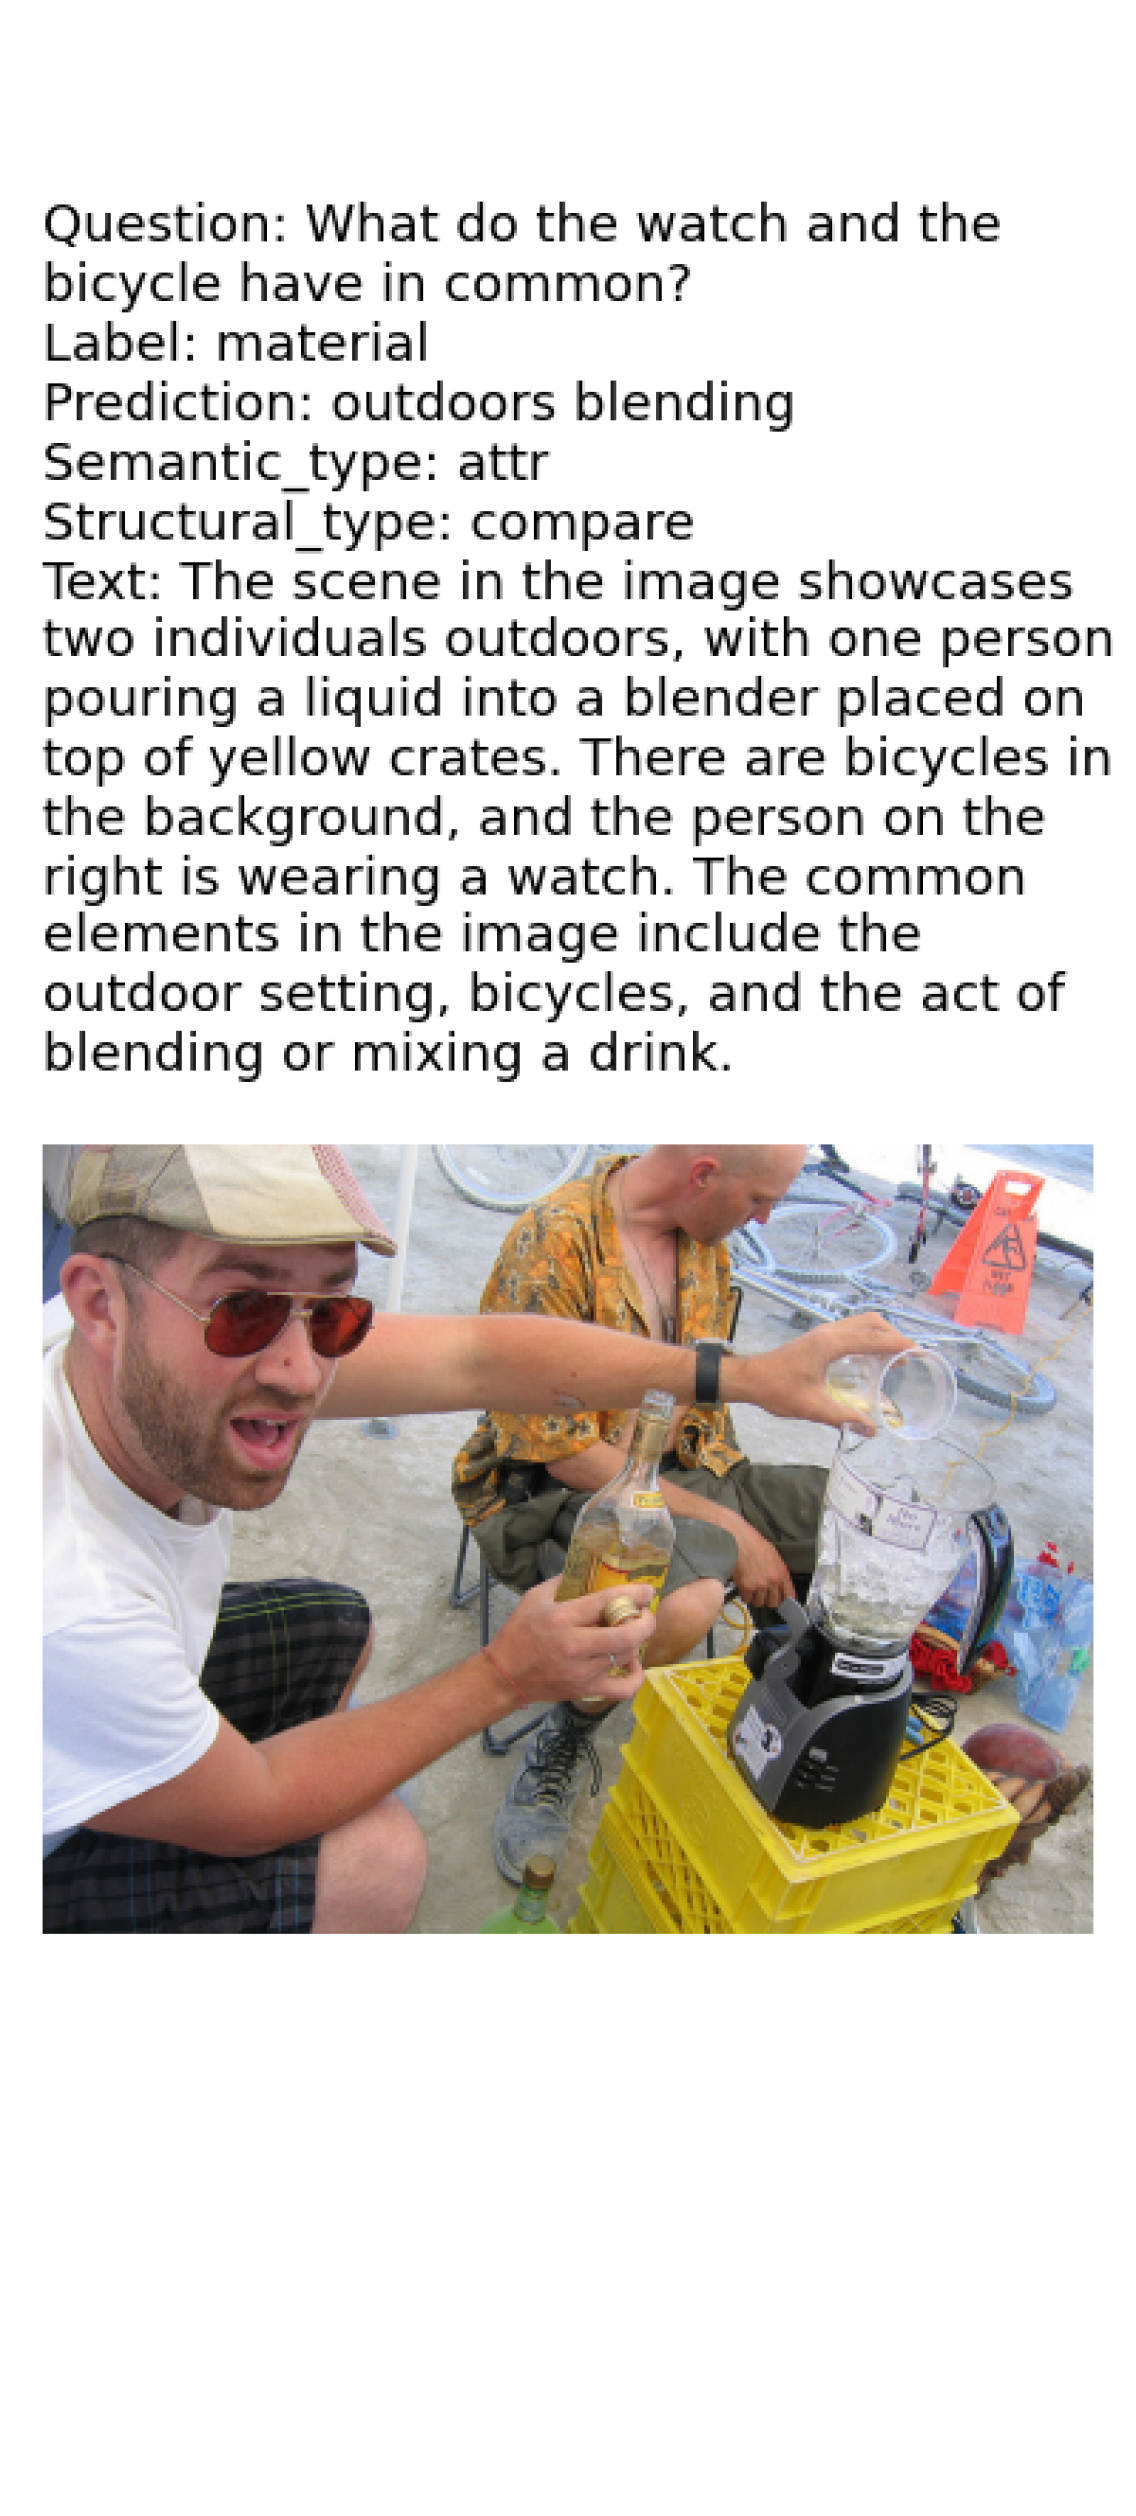 Question: What do the watch and the
bicycle have in common?
Label: material
Prediction: outdoors blending
Semantic_type: attr
Structural_type: compare
Text: The scene in the image showcases
two individuals outdoors, with one person
pouring a liquid into a blender placed on
top of yellow crates. There are bicycles in
the background, and the person on the
right is wearing a watch. The common
elements in the image include the
outdoor setting, bicycles, and the act of
blending or mixing a drink.